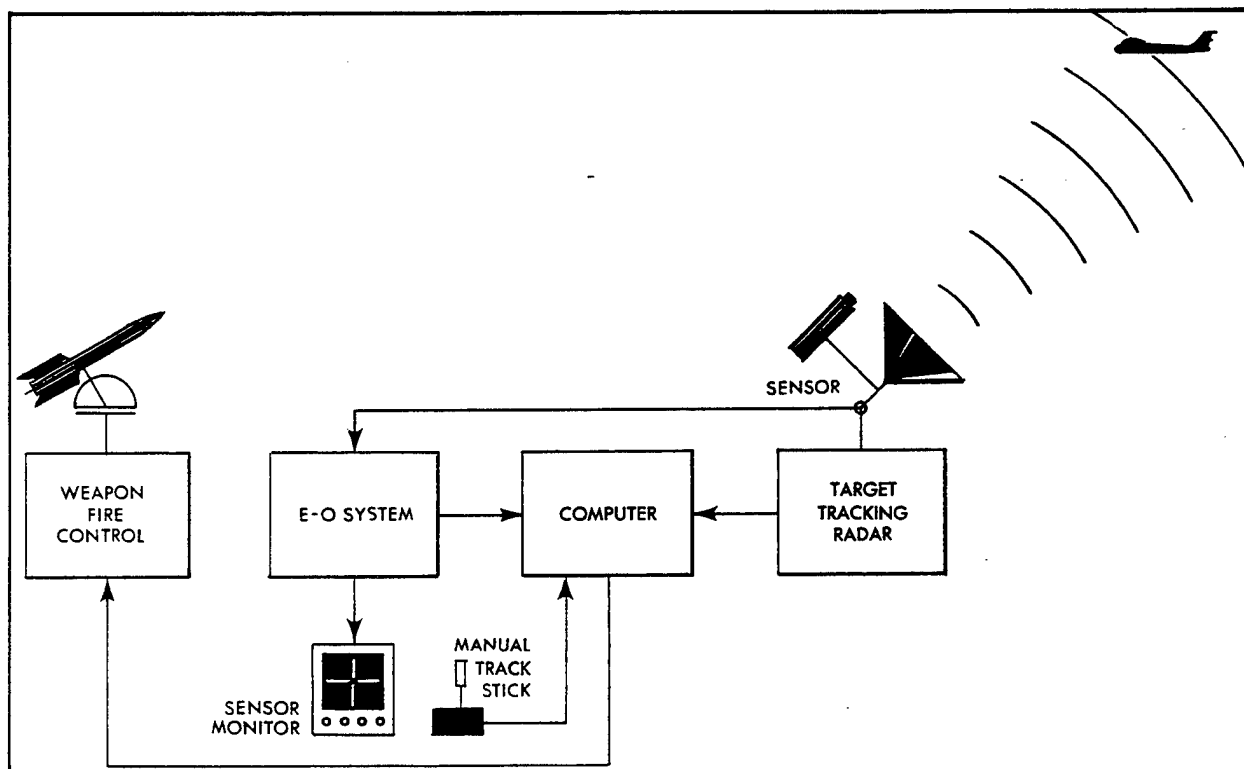 SENSOR
WEAPON
FIRE
CONTROL
E-O SYSTEM
COMPUTER
TARGET
TRACKING
RADAR
MANUAL
TRACK
STICK
SENSOR
MONITOR